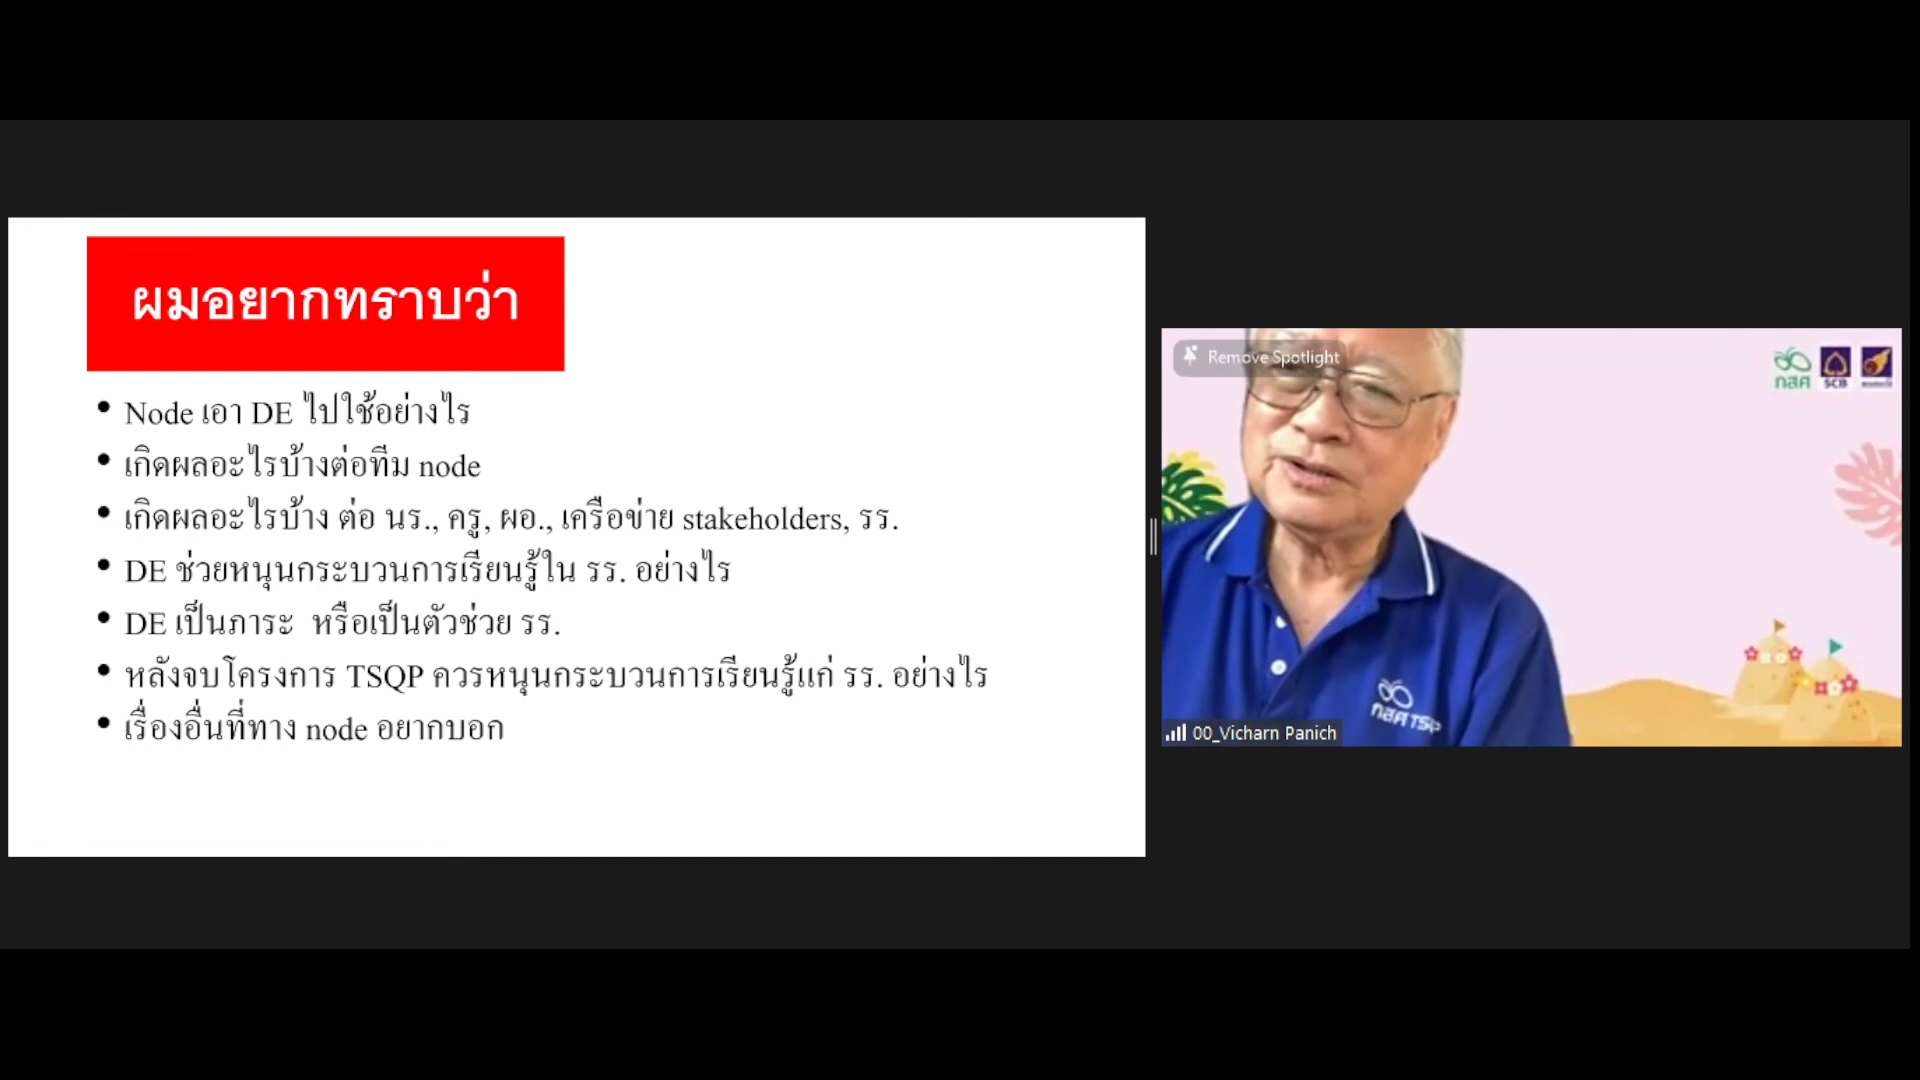 ผมอยากทราบว่า
• Node เอา DE ไปใช้อย่างไร
• เกิดผลอะไรบ้างต่อทีม node
• เกิดผลอะไรบ้าง ต่อ นร., ครู, ผอ., เครือข่าย stakeholders, รร.
• DE ช่วยหนุนกระบวนการเรียนรู้ใน รร. อย่างไร
• DE เป็นภาระ หรือเป็นตัวช่วย รร.
• หลังจบโครงการ TSQP ควรหนุนกระบวนการเรียนรู้แก่ รร. อย่างไร
• เรื่องอื่นที่ทาง node อยากบอก
Remove Spotlight
กสศ
SCB
กสศ TSQP
00_Vicharn Panich